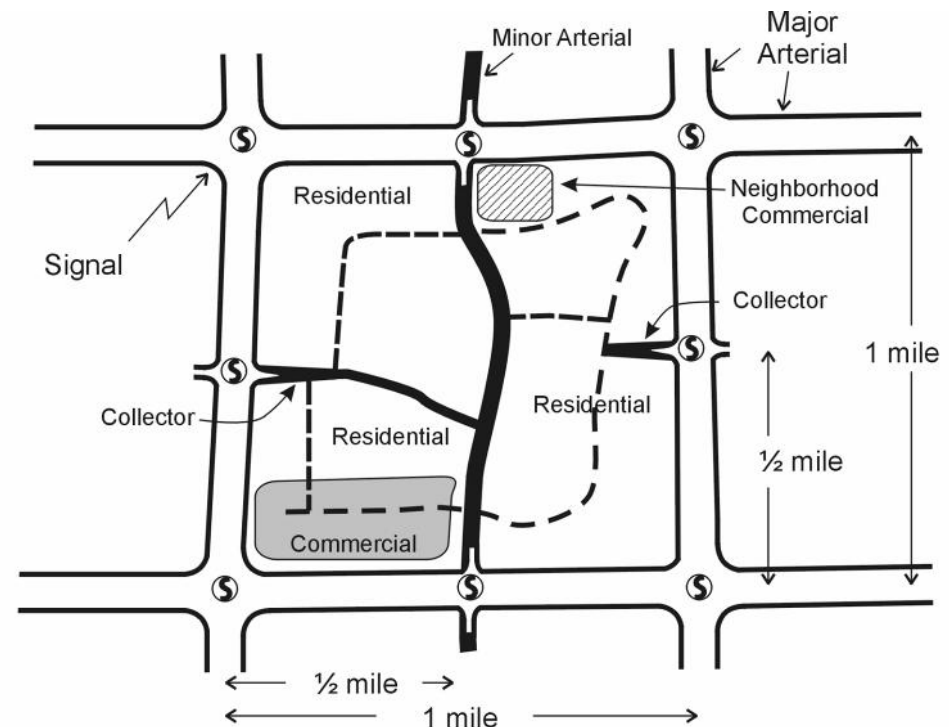 Minor Arterial
Major
Arterial
S
S
S
Residential
Neighborhood
Commercial
Signal
Collector
S
S
1 mile
Collector
Residential
Residential
½ mile
Commercial
S
S
S
½ mile
1 mile